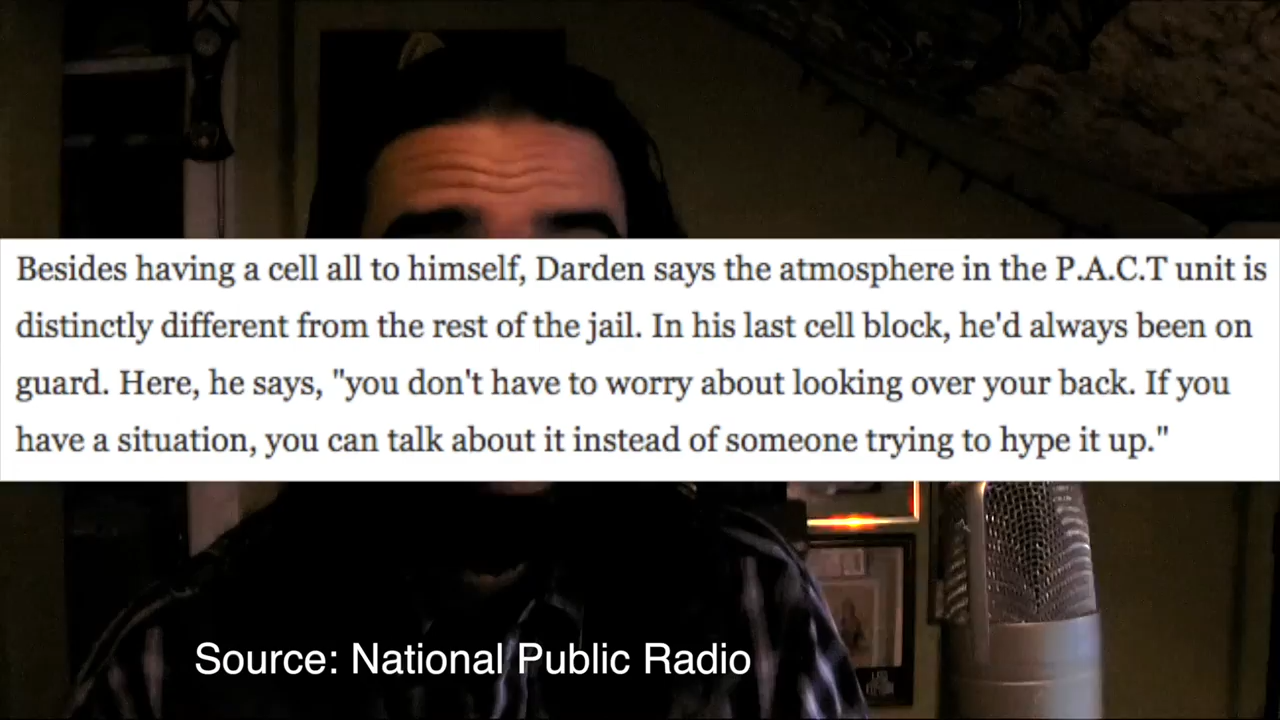 Besides having a cell all to himself, Darden says the atmosphere in the P.A.C.T unit is
distinctly different from the rest of the jail. In his last cell block, he'd always been on
guard. Here, he says, "you don't have to worry about looking over your back. If you
have a situation, you can talk about it instead of someone trying to hype it up."
Source: National Public Radio